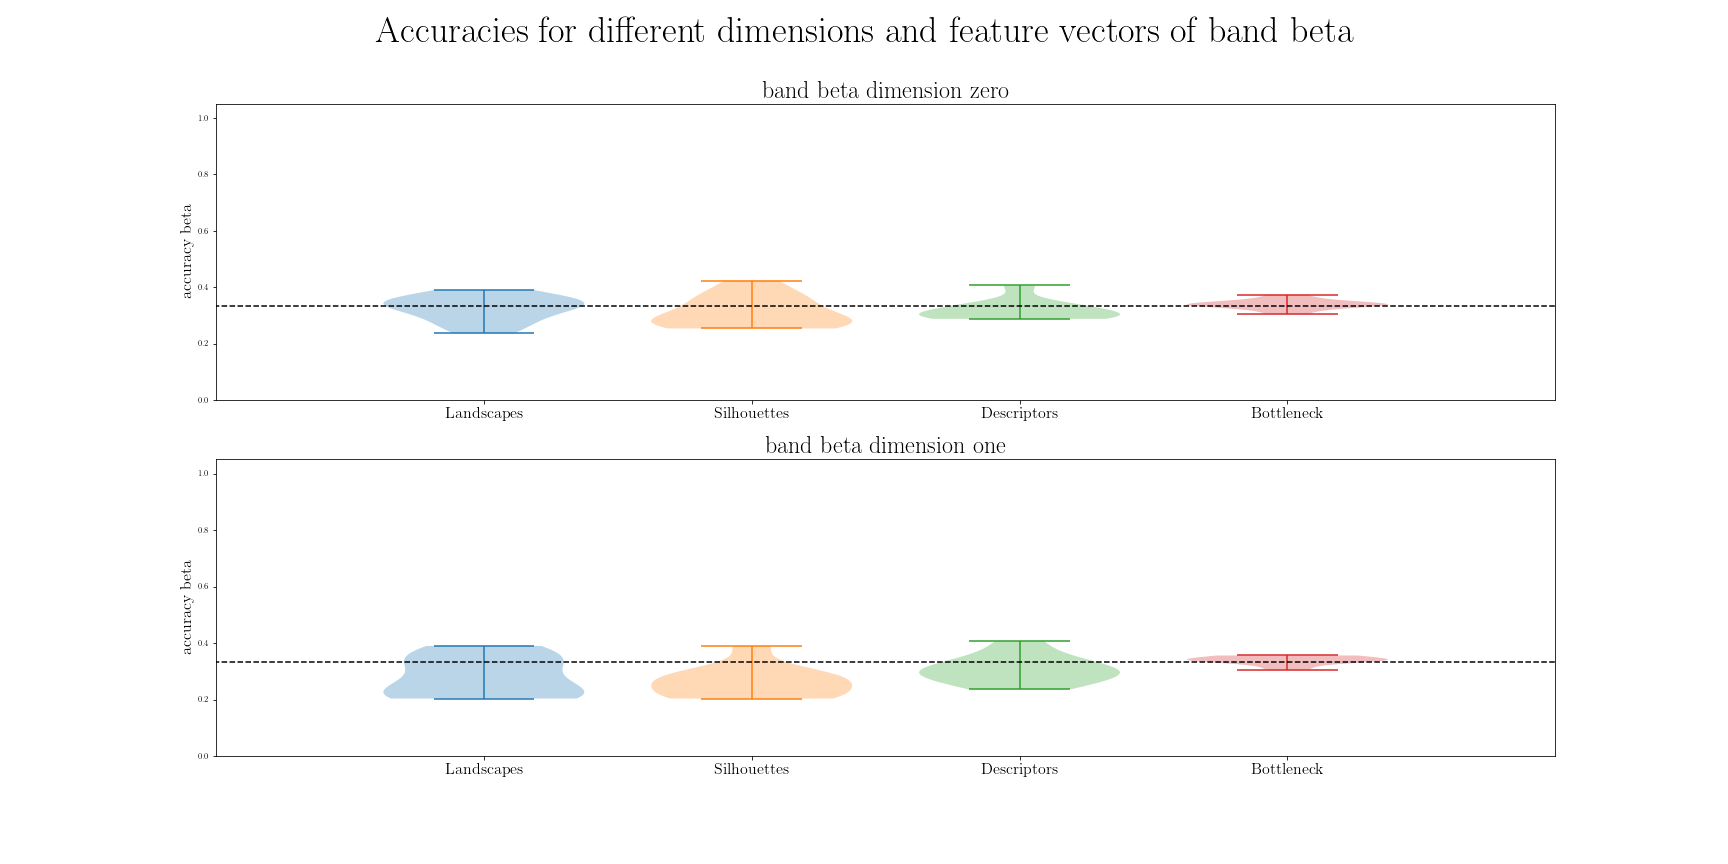 Accuracies for different dimensions and feature vectors of band beta
band beta dimension zero
accuracy beta
1.0
0.8
0.6
0.4
0.2
0.0
Landscapes Silhouettes Descriptors Bottleneck
band beta dimension one
accuracy beta
1.0
0.8
0.6
0.4
0.2
0.0
Landscapes Silhouettes Descriptors Bottleneck